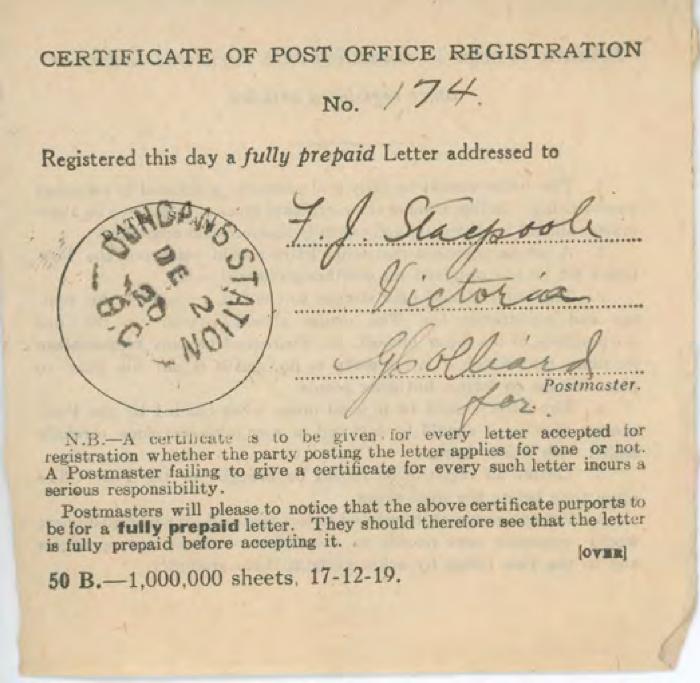 CERTIFICATE OF POST OFFICE REGISTRATION
No. 174.
Registered this day a fully prepaid Letter addressed to
F. J. Stacpoole
Victoria
DUNCANS STATION
DE 2
20
B.C
Postmaster.
for.
N.B.—A certificate is to be given for every letter accepted for
registration whether the party posting the letter applies for one or not.
A Postmaster failing to give a certificate for every such letter incurs a
serious responsibility.
Postmasters will please to notice that the above certificate purports to
be for a fully prepaid letter. They should therefore see that the letter
is fully prepaid before accepting it.
[OVER]
50 B.—1,000,000 sheets, 17-12-19.